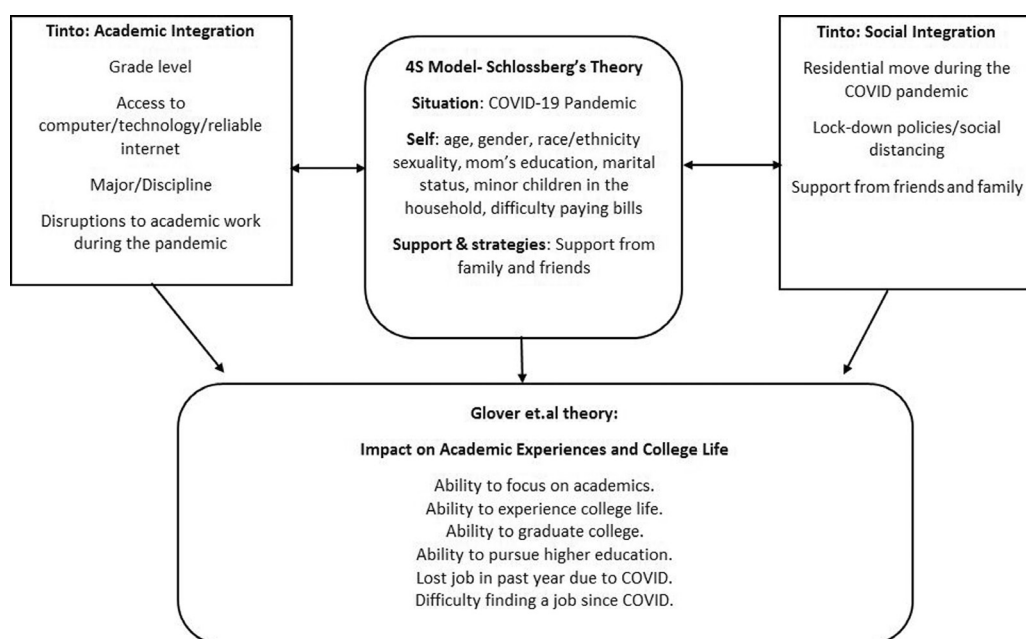 Tinto: Academic Integration
Grade level
Access to
computer/technology/reliable
internet
Major/Discipline
Disruptions to academic work
during the pandemic
4S Model- Schlossberg's Theory
Situation: COVID-19 Pandemic
Self: age, gender, race/ethnicity
sexuality, mom's education, marital
status, minor children in the
household, difficulty paying bills
Support & strategies: Support from
family and friends
Tinto: Social Integration
Residential move during the
COVID pandemic
Lock-down policies/social
distancing
Support from friends and family
Glover et.al theory:
Impact on Academic Experiences and College Life
Ability to focus on academics.
Ability to experience college life.
Ability to graduate college.
Ability to pursue higher education.
Lost job in past year due to COVID.
Difficulty finding a job since COVID.